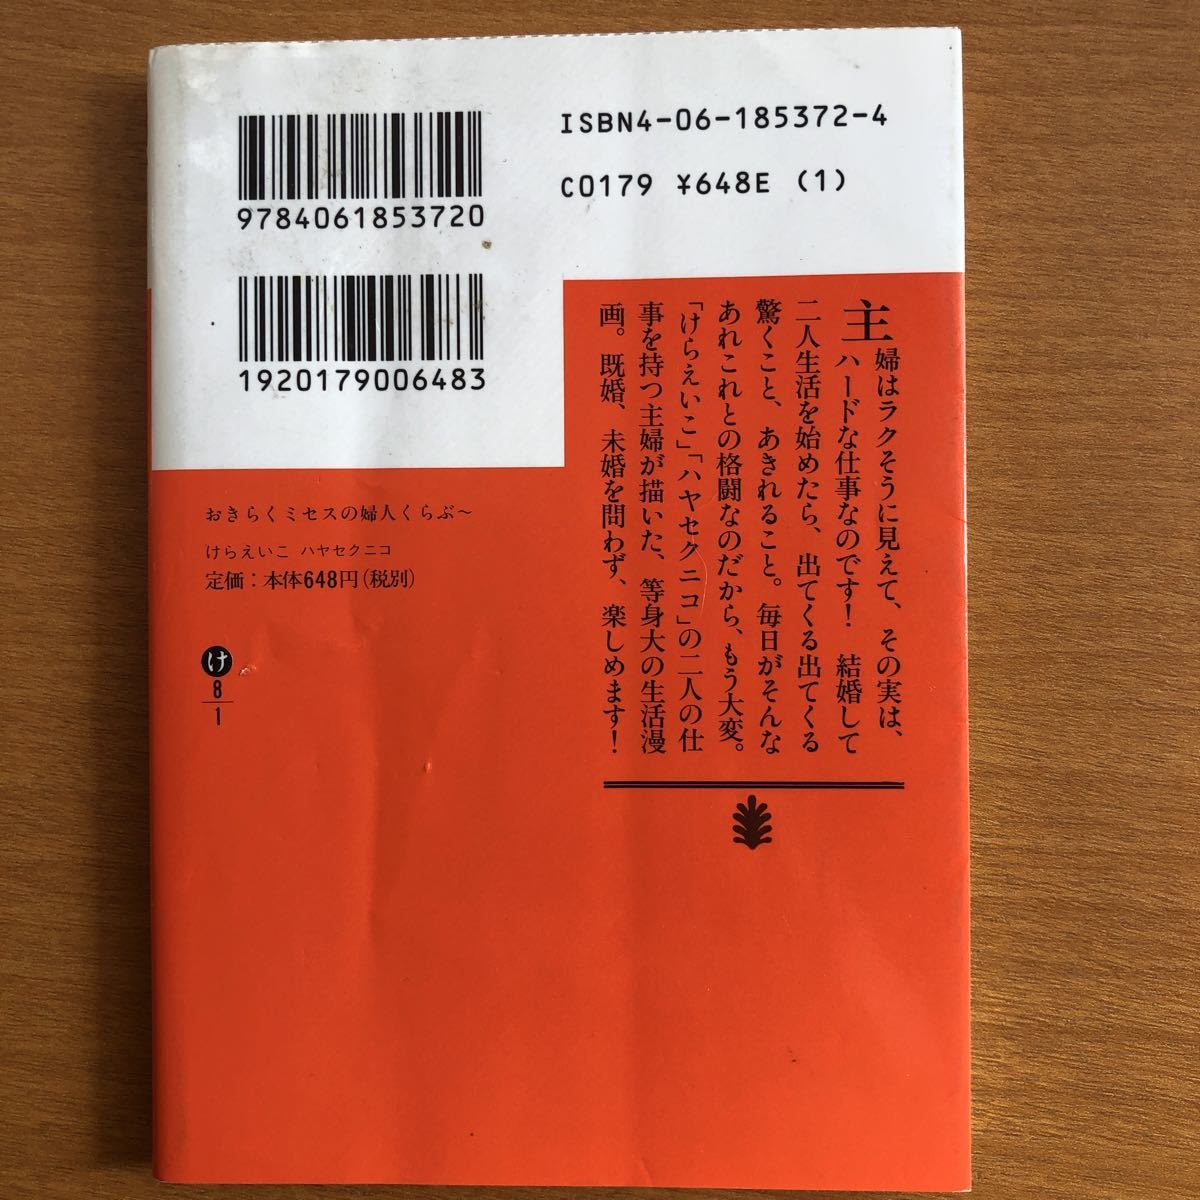 ISBN4-06-185372-4
C0179 ¥648E (1)
9784061853720
1920179006483
主婦はラクそうに見えて、その実は、
ハードな仕事なのです！　結婚して
二人生活を始めたら、出てくる出てくる
驚くこと、あきれること。毎日がそんな
あれこれとの格闘なのだから、もう大変。
「けらえいこ」「ハヤセクニコ」の二人の仕
事を持つ主婦が描いた、等身大の生活漫
画。既婚、未婚を問わず、楽しめます！
おきらくミセスの婦人くらぶ〜
けらえいこ ハヤセクニコ
定価：本体648円（税別）
け
8
1